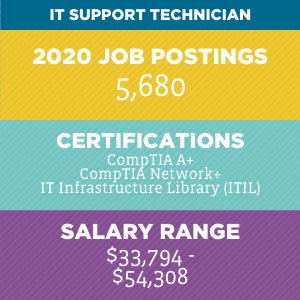 IT SUPPORT TECHNICIAN
2020 JOB POSTINGS
5,680
CERTIFICATIONS
CompTIA A+
CompTIA Network+
IT Infrastructure Library (ITIL)
SALARY RANGE
$33,794 -
$54,308